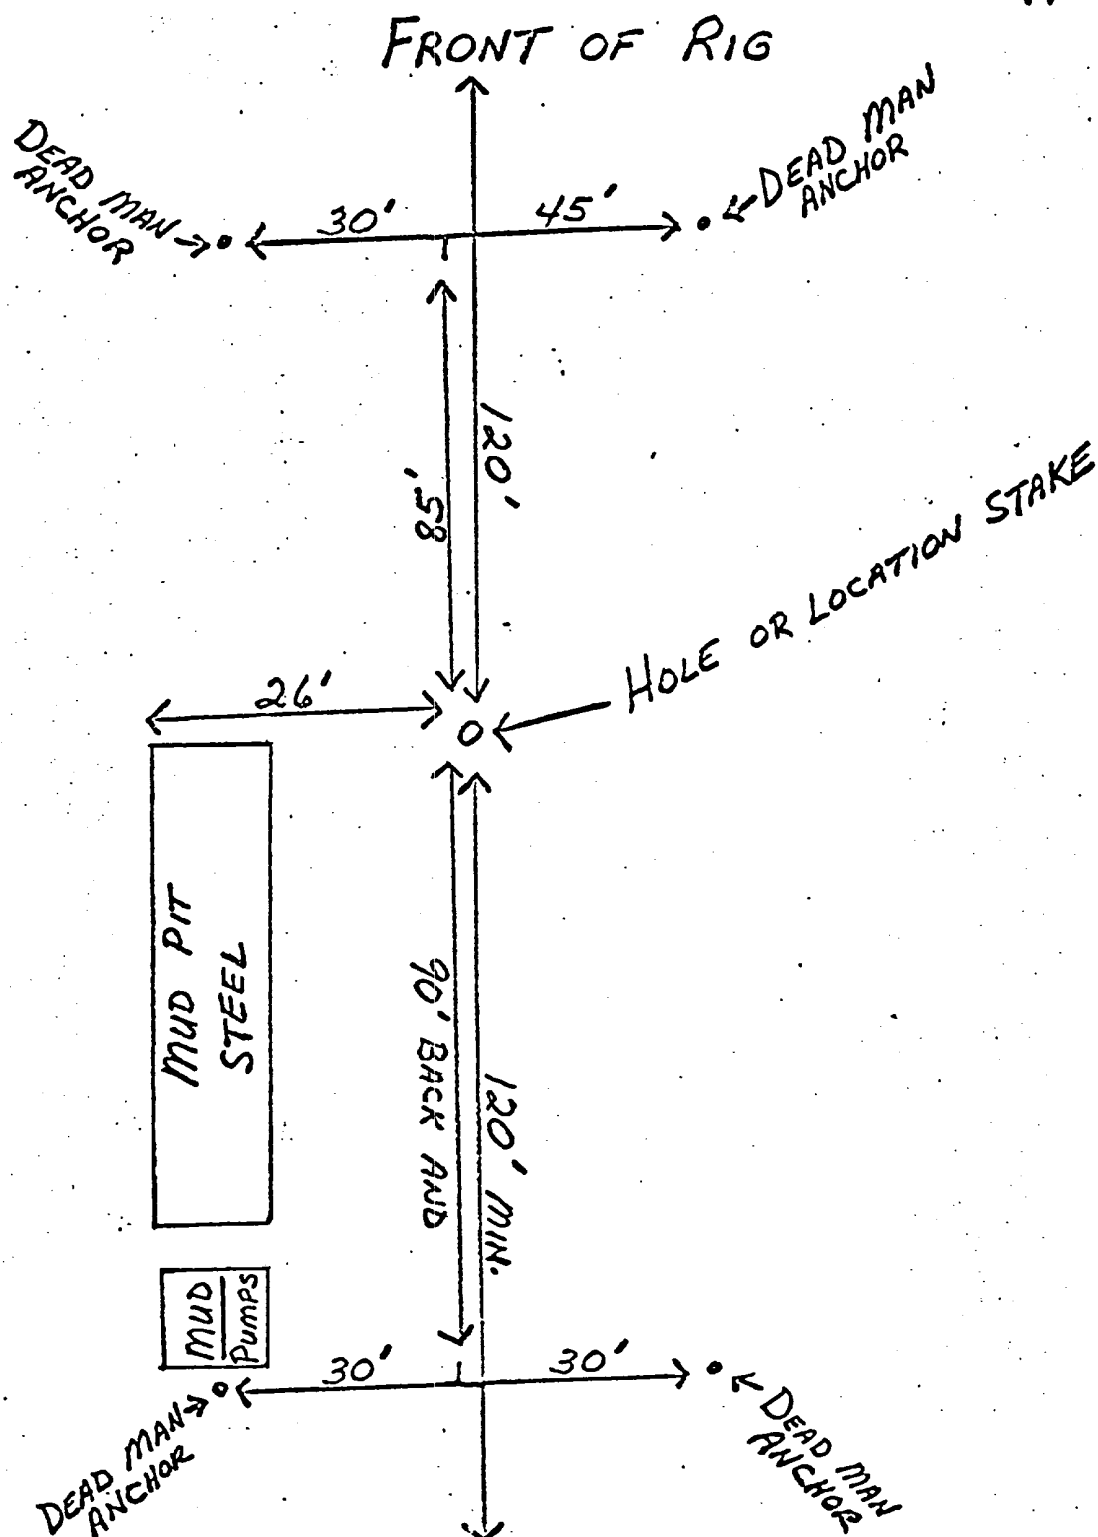 FRONT OF RIG
DEAD MAN
ANCHOR
30'
45'
DEAD MAN
ANCHOR
85'
120'
HOLE OR LOCATION STAKE
26'
MUD PIT
STEEL
90' BACK AND
120' MIN.
MUD
PUMPS
30'
30'
DEAD MAN
ANCHOR
DEAD MAN
ANCHOR